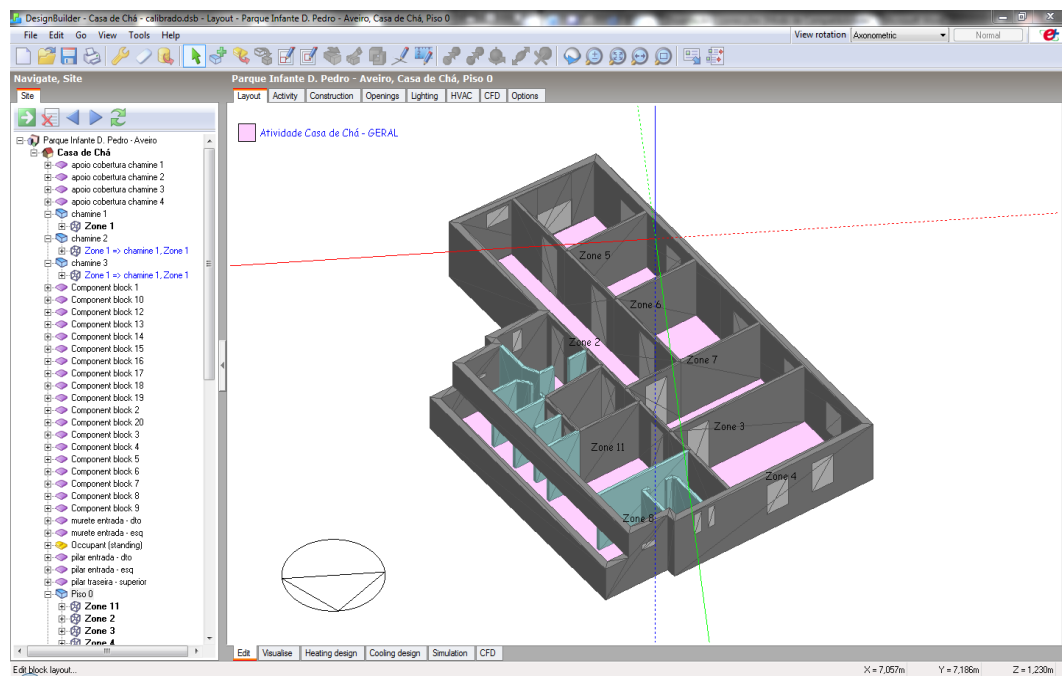 DesignBuilder - Casa de Chá - calibrado.dsb - Layout - Parque Infante D. Pedro - Aveiro, Casa de Chá, Piso 0
File Edit Go View Tools Help
View rotation Axonometric Normal
Navigate, Site
Parque Infante D. Pedro - Aveiro, Casa de Chá, Piso 0
Site
Layout Activity Construction Openings Lighting HVAC CFD Options
Atividade Casa de Chá - GERAL
Parque Infante D. Pedro - Aveiro
Casa de Chá
apoio cobertura chamine 1
apoio cobertura chamine 2
apoio cobertura chamine 3
apoio cobertura chamine 4
chamine 1
Zone 1
chamine 2
Zone 1 => chamine 1, Zone 1
chamine 3
Zone 1 => chamine 1, Zone 1
Component block 1
Component block 10
Component block 12
Component block 13
Component block 14
Component block 15
Component block 16
Component block 17
Component block 18
Component block 19
Component block 2
Component block 20
Component block 3
Component block 4
Component block 5
Component block 6
Component block 7
Component block 8
Component block 9
murete entrada - dto
murete entrada - esq
Occupant (standing)
pilar entrada - dto
pilar entrada - esq
pilar traseira - superior
Piso 0
Zone 11
Zone 2
Zone 3
Zone 4
Zone 5
Zone 6
Zone 2
Zone 7
Zone 3
Zone 11
Zone 4
Zone 8
Edit Visualise Heating design Cooling design Simulation CFD
Edit block layout...
X = 7,057m Y = 7,186m Z = 1,230m